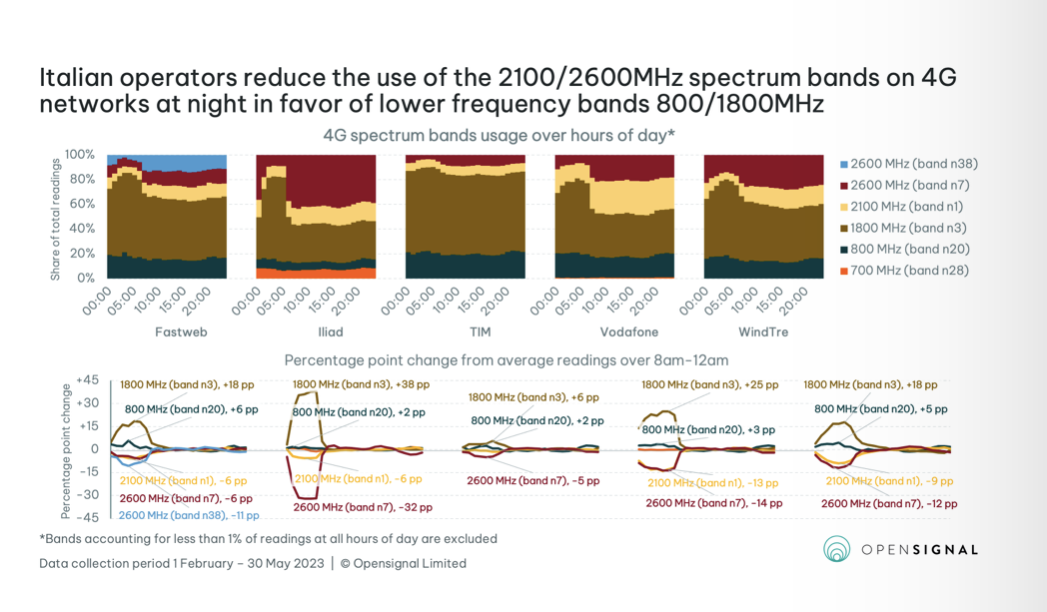 Italian operators reduce the use of the 2100/2600MHz spectrum bands on 4G
networks at night in favor of lower frequency bands 800/1800MHz
4G spectrum bands usage over hours of day*
Share of total readings
100%
80%
60%
40%
20%
0%
00:00 05:00 10:00 15:00 20:00
00:00 05:00 10:00 15:00 20:00
00:00 05:00 10:00 15:00 20:00
00:00 05:00 10:00 15:00 20:00
00:00 05:00 10:00 15:00 20:00
Fastweb Iliad TIM Vodafone WindTre
2600 MHz (band n38)
2600 MHz (band n7)
2100 MHz (band n1)
1800 MHz (band n3)
800 MHz (band n20)
700 MHz (band n28)
Percentage point change from average readings over 8am-12am
Percentage point change
+45
+30
+15
0
-15
-30
-45
1800 MHz (band n3), +18 pp
800 MHz (band n20), +6 pp
2100 MHz (band n1), -6 pp
2600 MHz (band n7), -6 pp
2600 MHz (band n38), -11 pp
1800 MHz (band n3), +38 pp
800 MHz (band n20), +2 pp
2100 MHz (band n1), -6 pp
2600 MHz (band n7), -32 pp
1800 MHz (band n3), +6 pp
800 MHz (band n20), +2 pp
2600 MHz (band n7), -5 pp
1800 MHz (band n3), +25 pp
800 MHz (band n20), +3 pp
2100 MHz (band n1), -13 pp
2600 MHz (band n7), -14 pp
1800 MHz (band n3), +18 pp
800 MHz (band n20), +5 pp
2100 MHz (band n1), -9 pp
2600 MHz (band n7), -12 pp
*Bands accounting for less than 1% of readings at all hours of day are excluded
Data collection period 1 February – 30 May 2023 | © Opensignal Limited
OPENSIGNAL